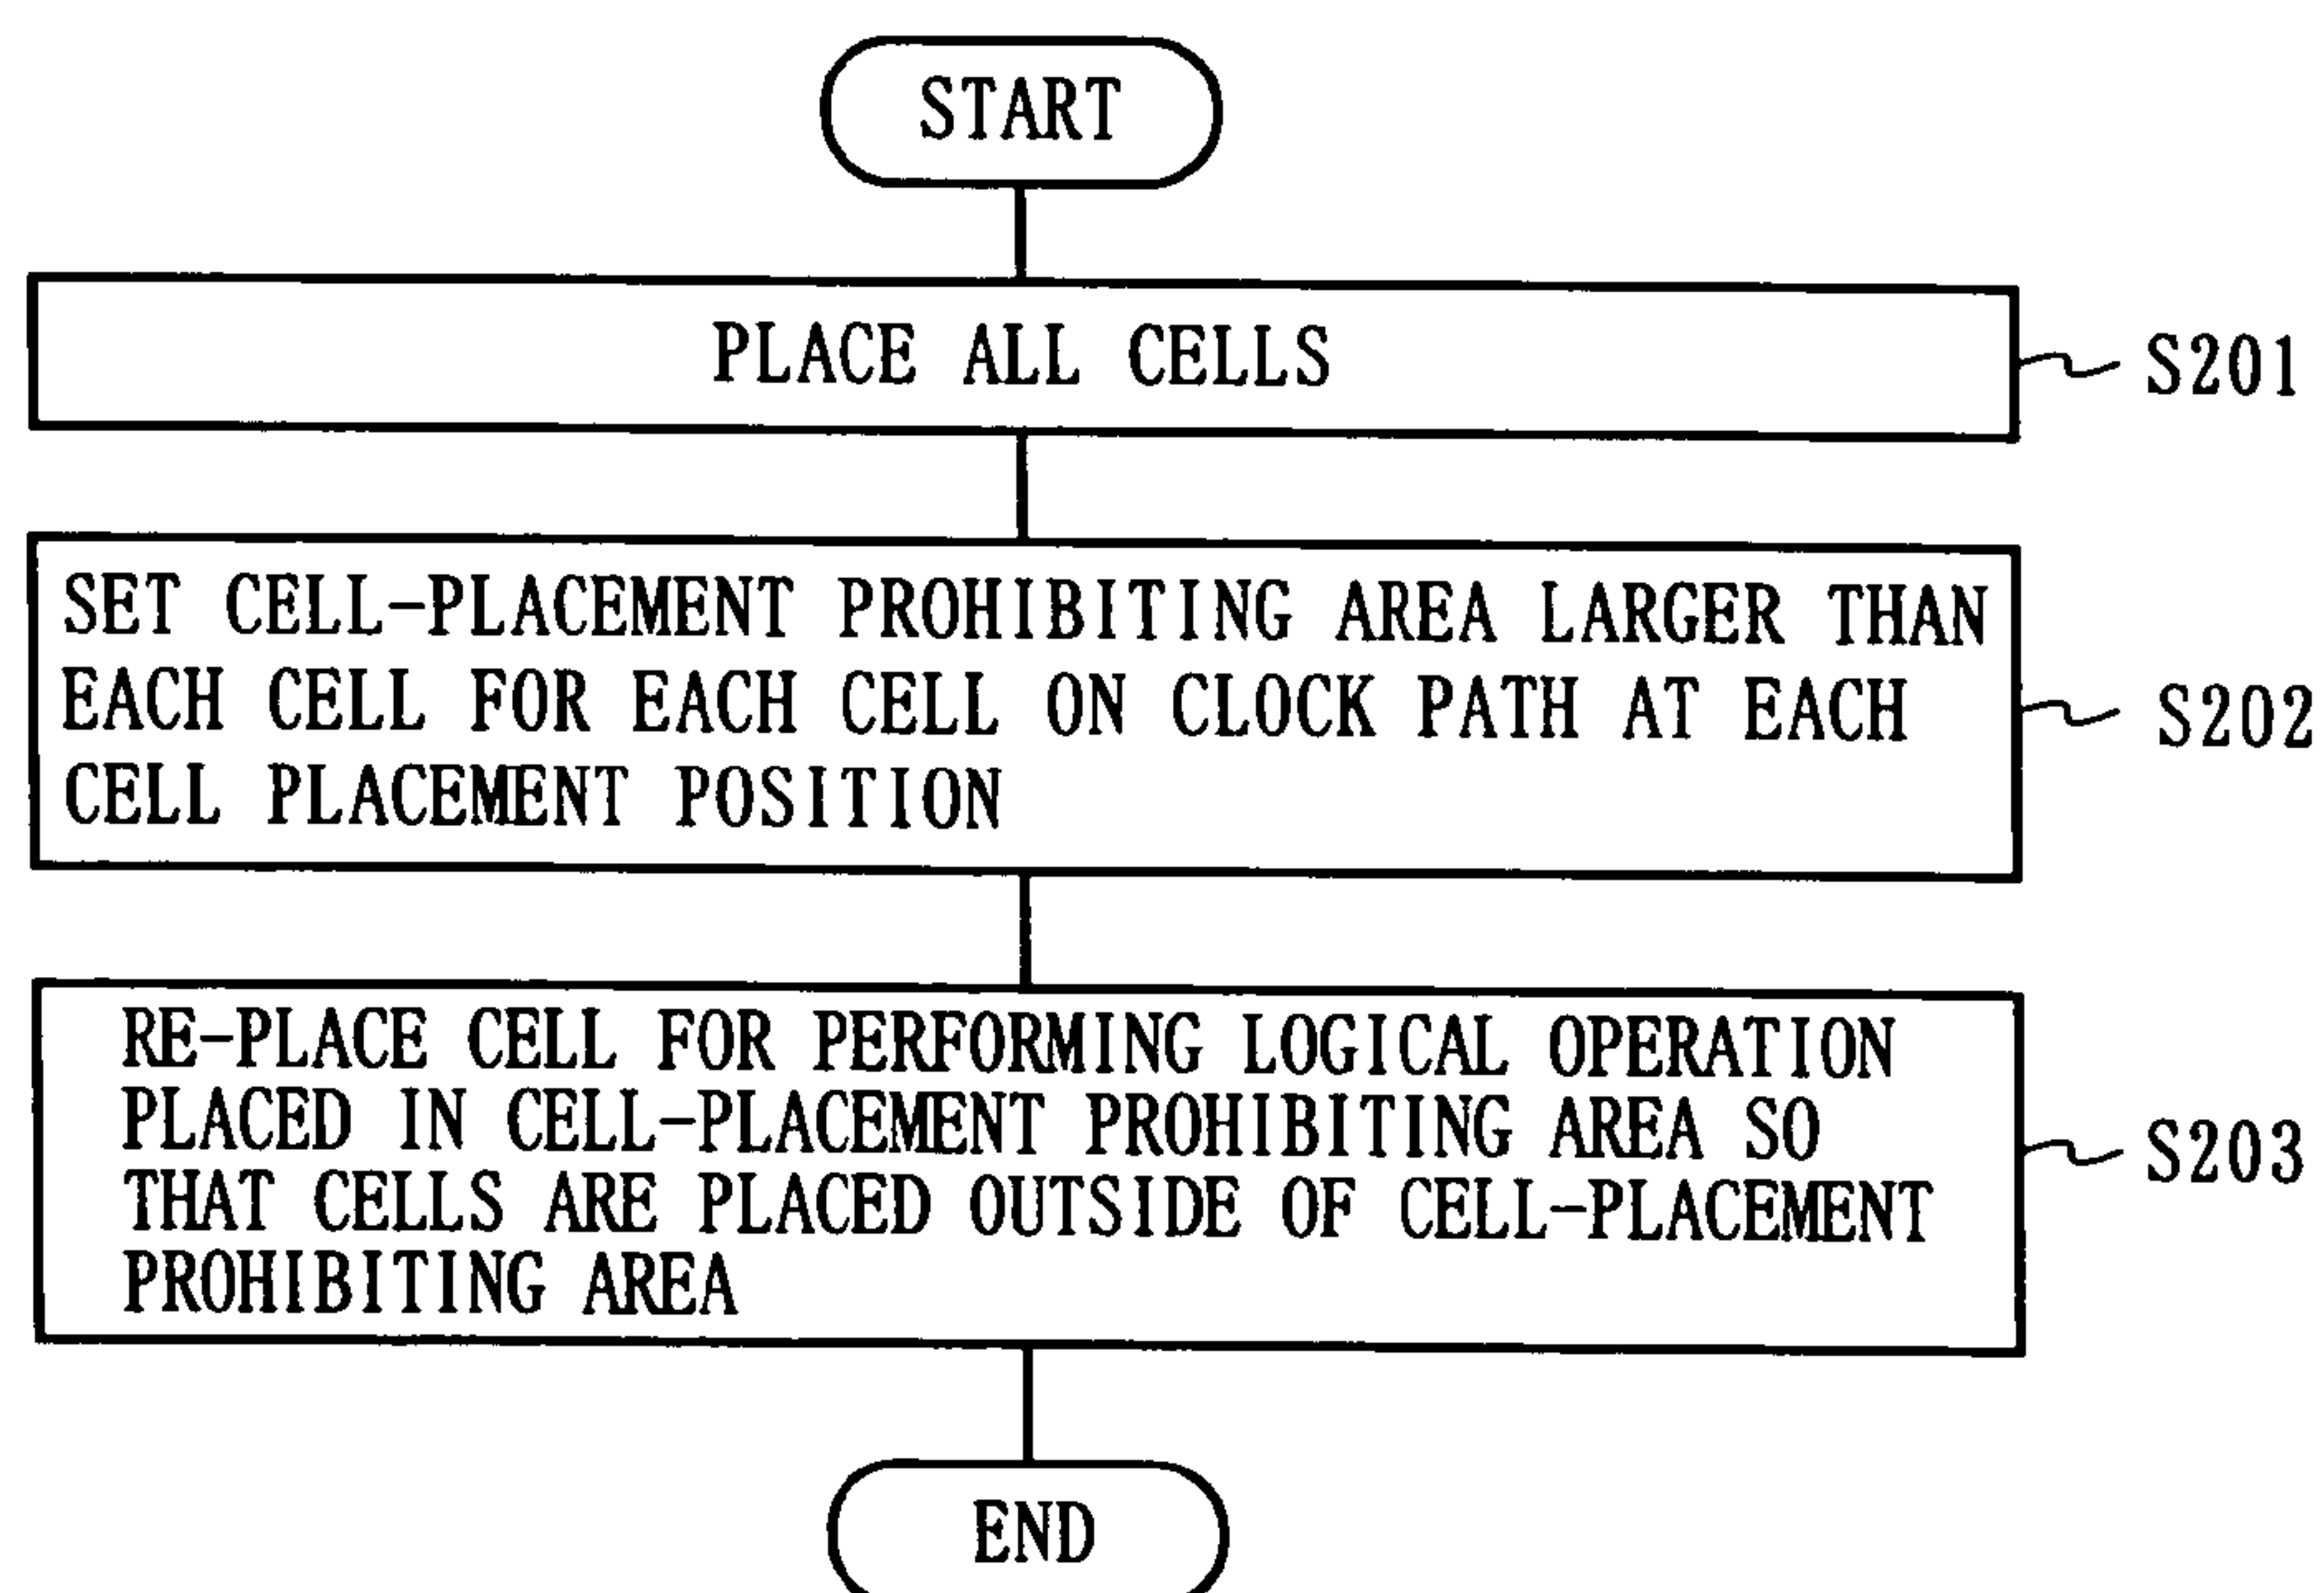 START
PLACE ALL CELLS
S201
SET CELL-PLACEMENT PROHIBITING AREA LARGER THAN
EACH CELL FOR EACH CELL ON CLOCK PATH AT EACH
CELL PLACEMENT POSITION
S202
RE-PLACE CELL FOR PERFORMING LOGICAL OPERATION
PLACED IN CELL-PLACEMENT PROHIBITING AREA SO
THAT CELLS ARE PLACED OUTSIDE OF CELL-PLACEMENT
PROHIBITING AREA
S203
END